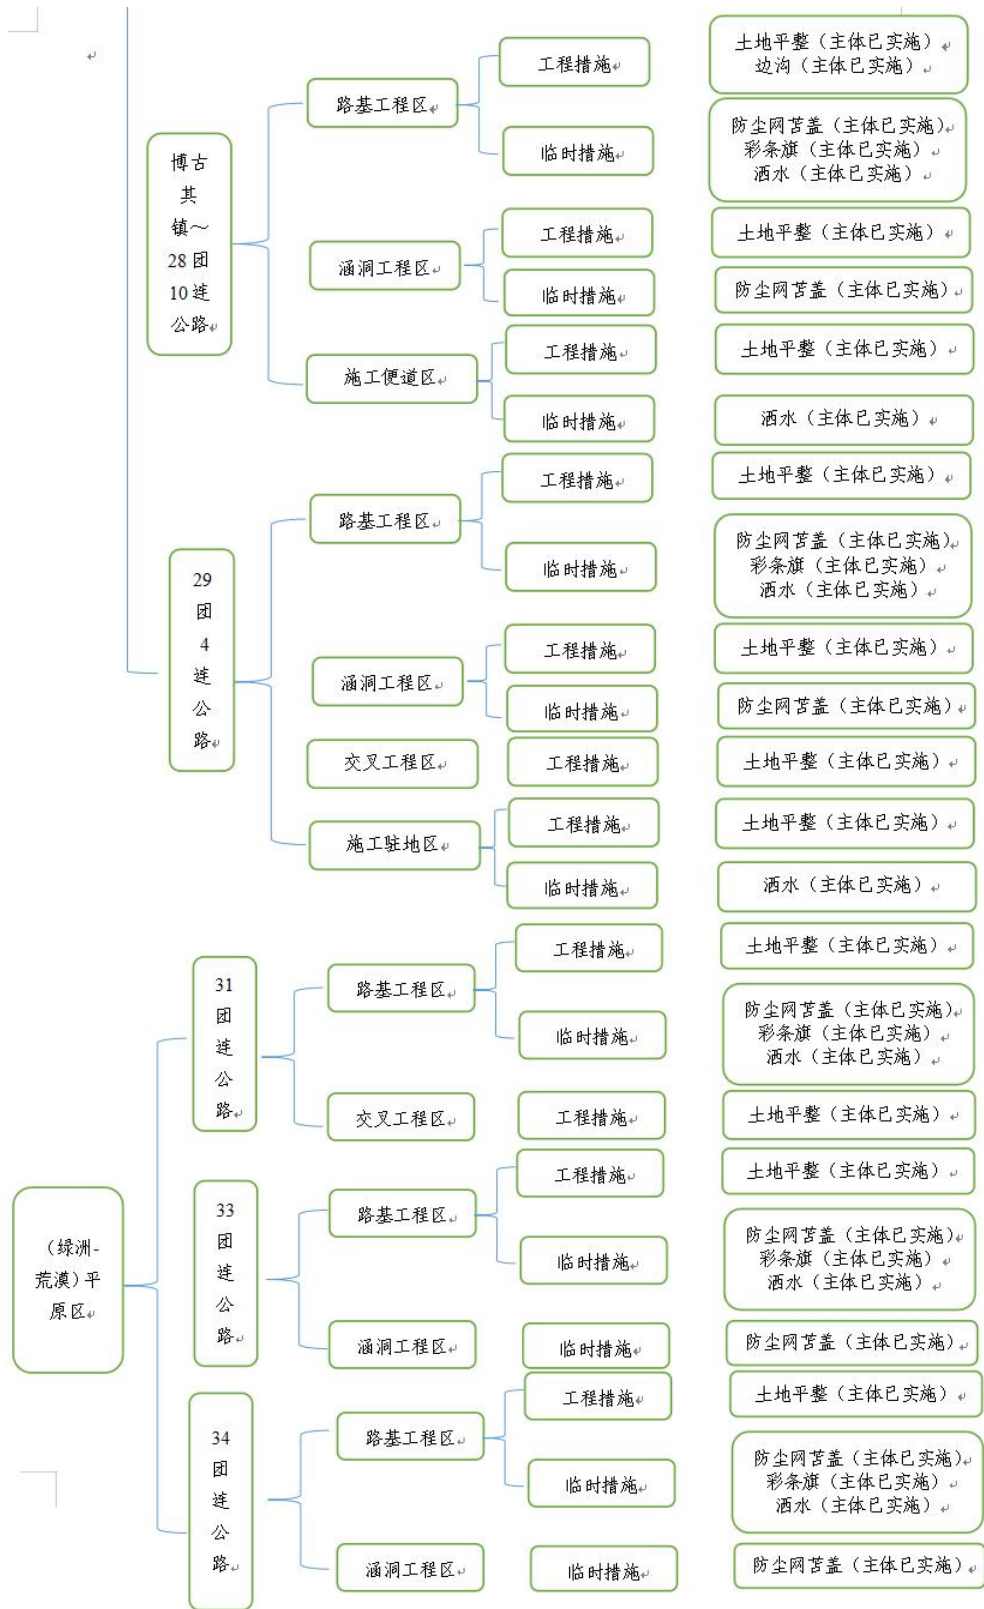 博古
其
镇～
28团
10连
公路
路基工程区
工程措施
土地平整（主体已实施）
边沟（主体已实施）
临时措施
防尘网苫盖（主体已实施）
彩条旗（主体已实施）
洒水（主体已实施）
涵洞工程区
工程措施
土地平整（主体已实施）
临时措施
防尘网苫盖（主体已实施）
施工便道区
工程措施
土地平整（主体已实施）
临时措施
洒水（主体已实施）
29
团
4
连
公
路
路基工程区
工程措施
土地平整（主体已实施）
临时措施
防尘网苫盖（主体已实施）
彩条旗（主体已实施）
洒水（主体已实施）
涵洞工程区
工程措施
土地平整（主体已实施）
临时措施
防尘网苫盖（主体已实施）
交叉工程区
工程措施
土地平整（主体已实施）
施工驻地区
工程措施
土地平整（主体已实施）
临时措施
洒水（主体已实施）
（绿洲-
荒漠）平
原区
31
团
连
公
路
路基工程区
工程措施
土地平整（主体已实施）
临时措施
防尘网苫盖（主体已实施）
彩条旗（主体已实施）
洒水（主体已实施）
交叉工程区
工程措施
土地平整（主体已实施）
33
团
连
公
路
路基工程区
工程措施
土地平整（主体已实施）
临时措施
防尘网苫盖（主体已实施）
彩条旗（主体已实施）
洒水（主体已实施）
涵洞工程区
临时措施
防尘网苫盖（主体已实施）
34
团
连
公
路
路基工程区
工程措施
土地平整（主体已实施）
临时措施
防尘网苫盖（主体已实施）
彩条旗（主体已实施）
洒水（主体已实施）
涵洞工程区
临时措施
防尘网苫盖（主体已实施）